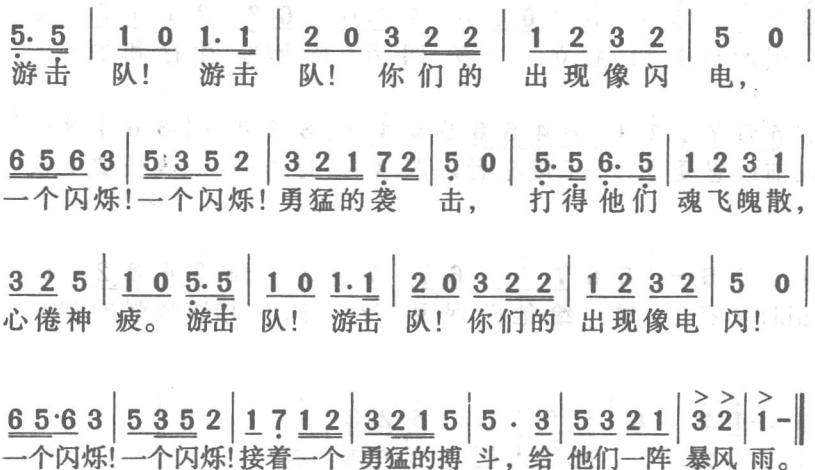 5. 5 | 1 0 1. 1 | 2 0 3 2 2 | 1 2 3 2 | 5 0 |
游击 队! 游击 队! 你们的 出现像闪 电,
6 5 6 3 | 5 3 5 2 | 3 2 1 7 2 | 5 0 | 5. 5 6. 5 | 1 2 3 1 |
一个闪烁!一个闪烁!勇猛的袭 击, 打得他们 魂飞魄散,
3 2 5 | 1 0 5. 5 | 1 0 1. 1 | 2 0 3 2 2 | 1 2 3 2 | 5 0 |
心倦神 疲。 游击 队! 游击 队! 你们的 出现像电 闪!
6 5·6 3 | 5 3 5 2 | 1 7 1 2 | 3 2 1 5 | 5 . 3 | 5 3 2 1 | > > 3 2 | > 1 - ‖
一个闪烁!一个闪烁!接着一个 勇猛的搏 斗, 给 他们一阵 暴风 雨。